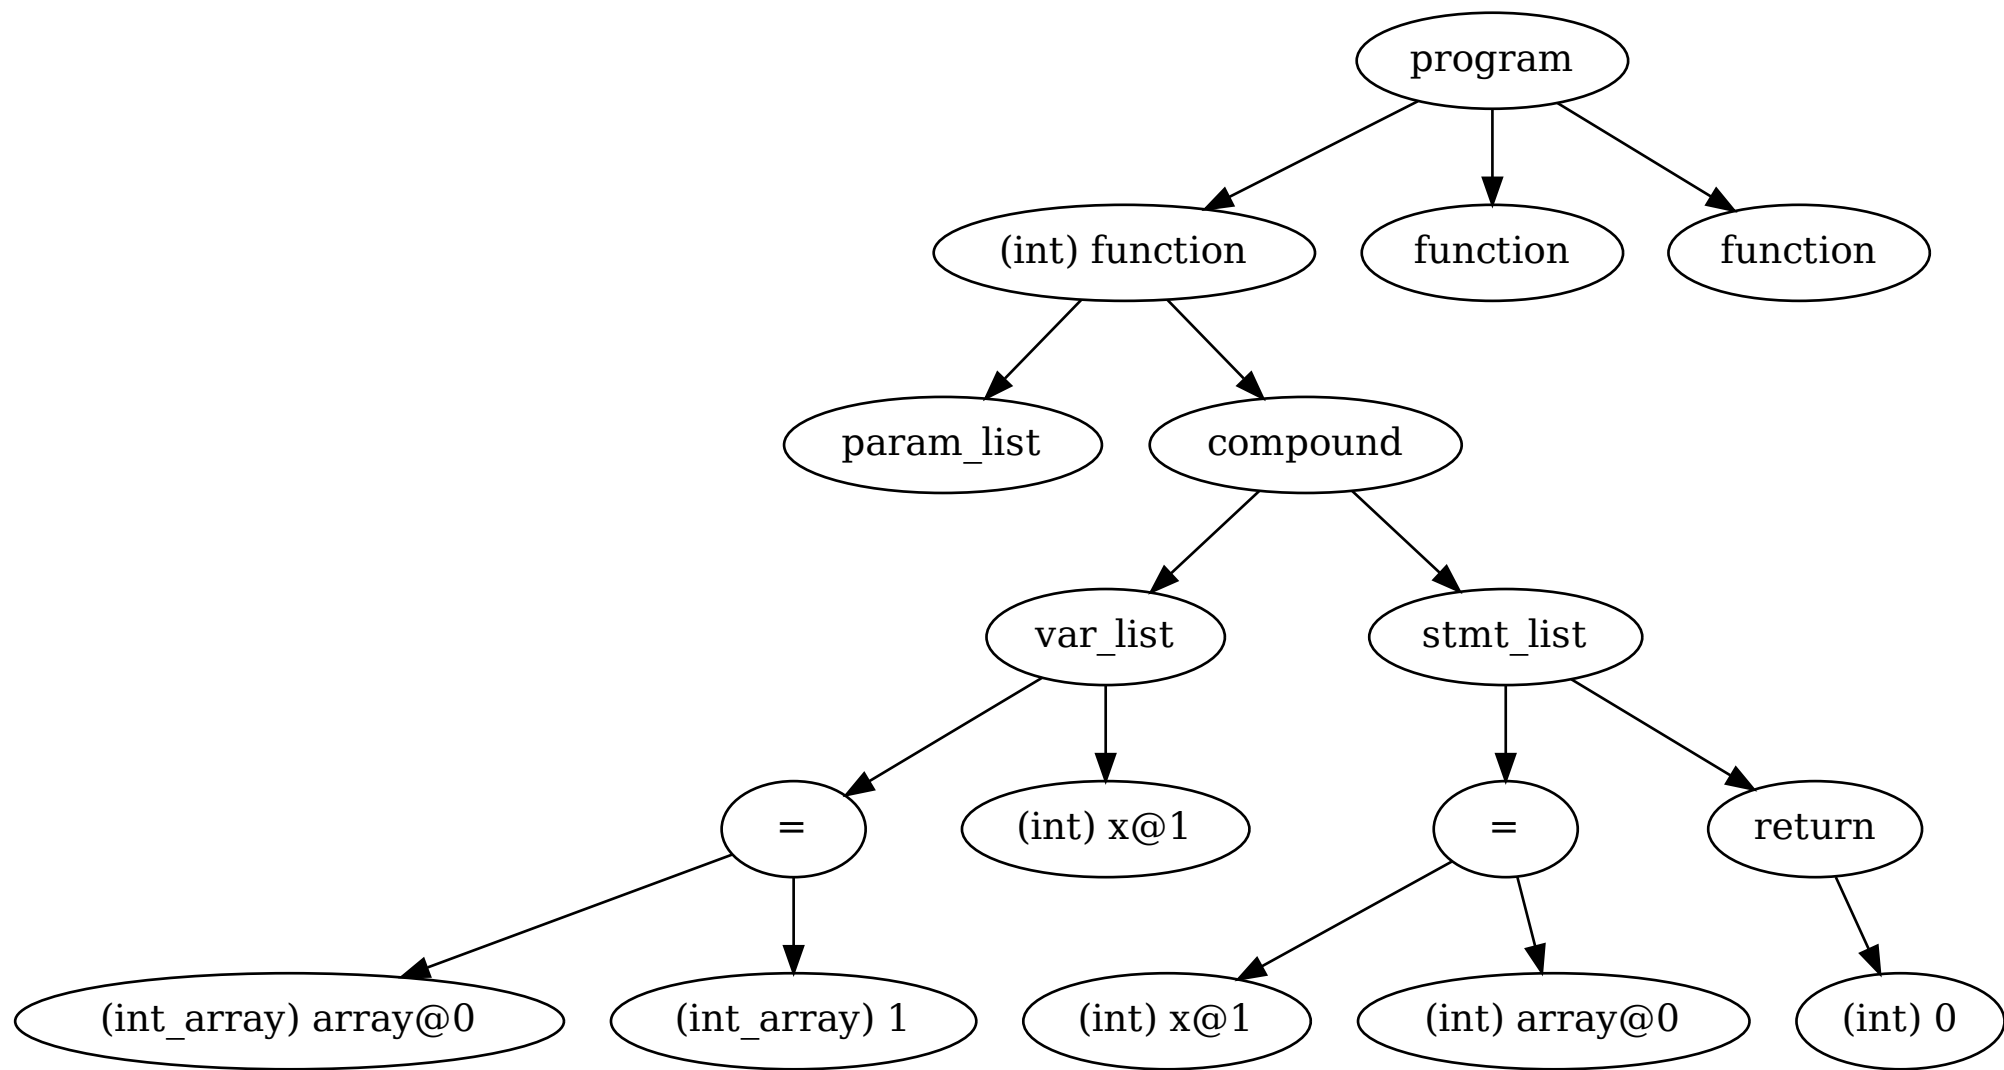 program
(int) function
function
function
param_list
compound
var_list
stmt_list
=
(int) x@1
=
return
(int_array) array@0
(int_array) 1
(int) x@1
(int) array@0
(int) 0